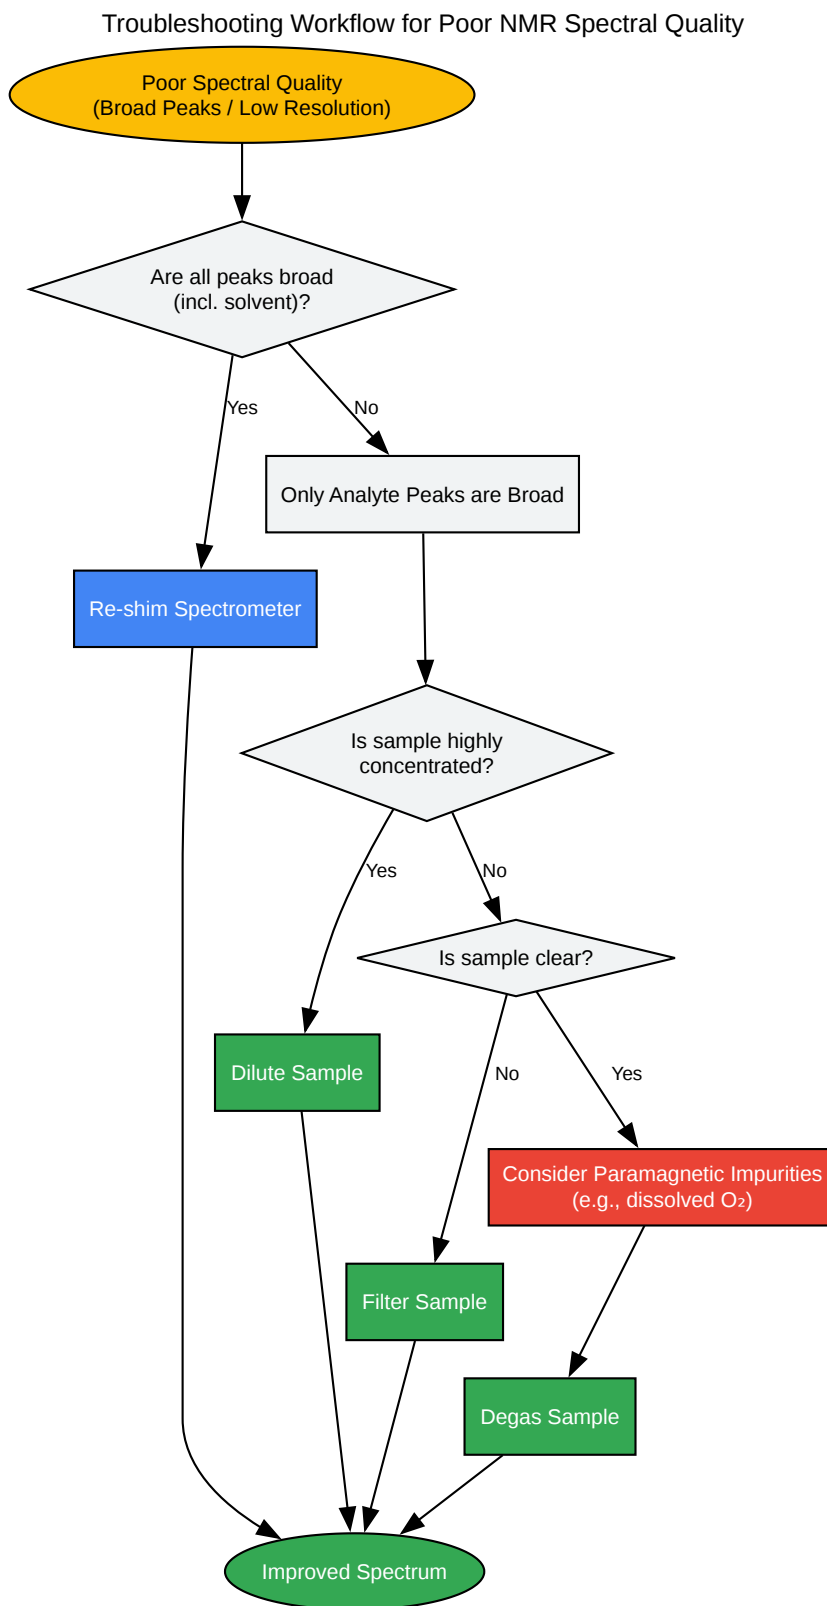 Troubleshooting Workflow for Poor NMR Spectral Quality
Poor Spectral Quality
(Broad Peaks / Low Resolution)
Are all peaks broad
(incl. solvent)?
Yes
No
Only Analyte Peaks are Broad
Re-shim Spectrometer
Is sample highly
concentrated?
Yes
No
Is sample clear?
Dilute Sample
No
Yes
Consider Paramagnetic Impurities
(e.g., dissolved O₂)
Filter Sample
Degas Sample
Improved Spectrum